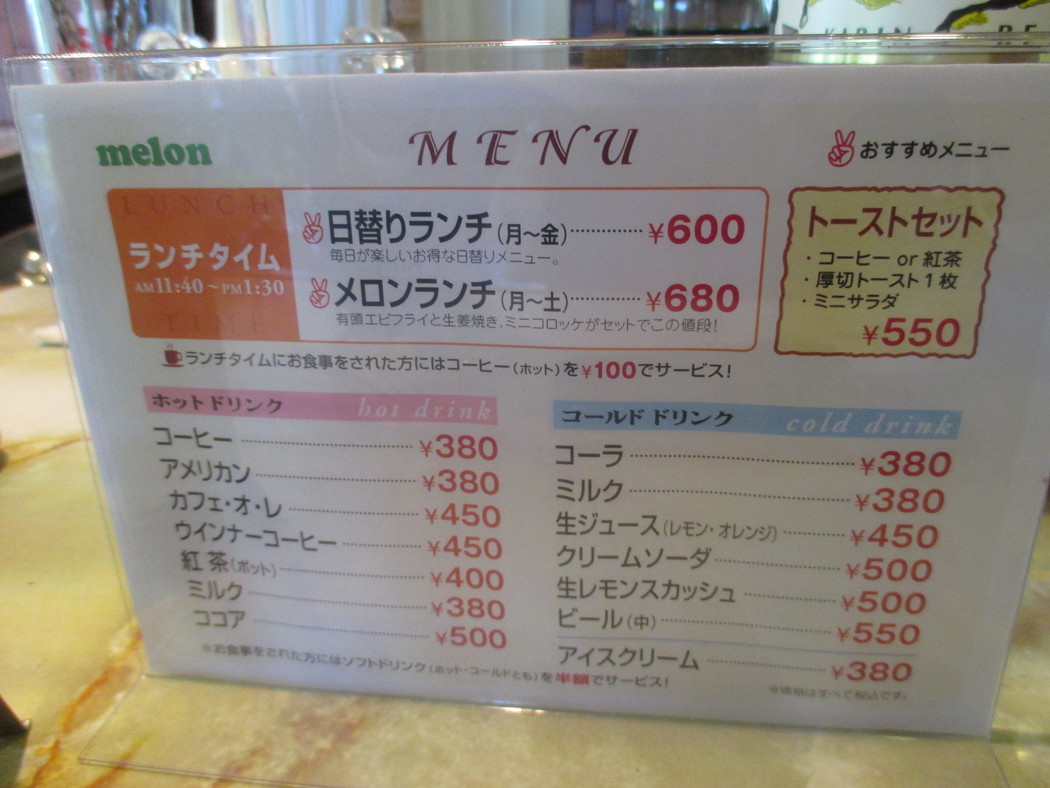 KIRIN
melon
MENU
おすすめメニュー
LUNCH
ランチタイム
AM11:40～PM1:30
TIME
日替りランチ(月～金)…………¥600
毎日が楽しいお得な日替りメニュー。
メロンランチ(月～土)…………¥680
有頭エビフライと生姜焼き、ミニコロッケがセットでこの値段!
トーストセット
・コーヒー or 紅茶
・厚切トースト1枚
・ミニサラダ
¥550
ランチタイムにお食事をされた方にはコーヒー(ホット)を¥100でサービス!
ホットドリンク hot drink
コーヒー…………¥380
アメリカン…………¥380
カフェ・オ・レ…………¥450
ウインナーコーヒー…………¥450
紅茶(ポット)…………¥400
ミルク…………¥380
ココア…………¥500
※お食事をされた方にはソフトドリンク(ホット・コールドとも)を半額でサービス!
コールドドリンク cold drink
コーラ…………¥380
ミルク…………¥380
生ジュース(レモン・オレンジ)…………¥450
クリームソーダ…………¥500
生レモンスカッシュ…………¥500
ビール(中)…………¥550
アイスクリーム…………¥380
※価格はすべて税込です。